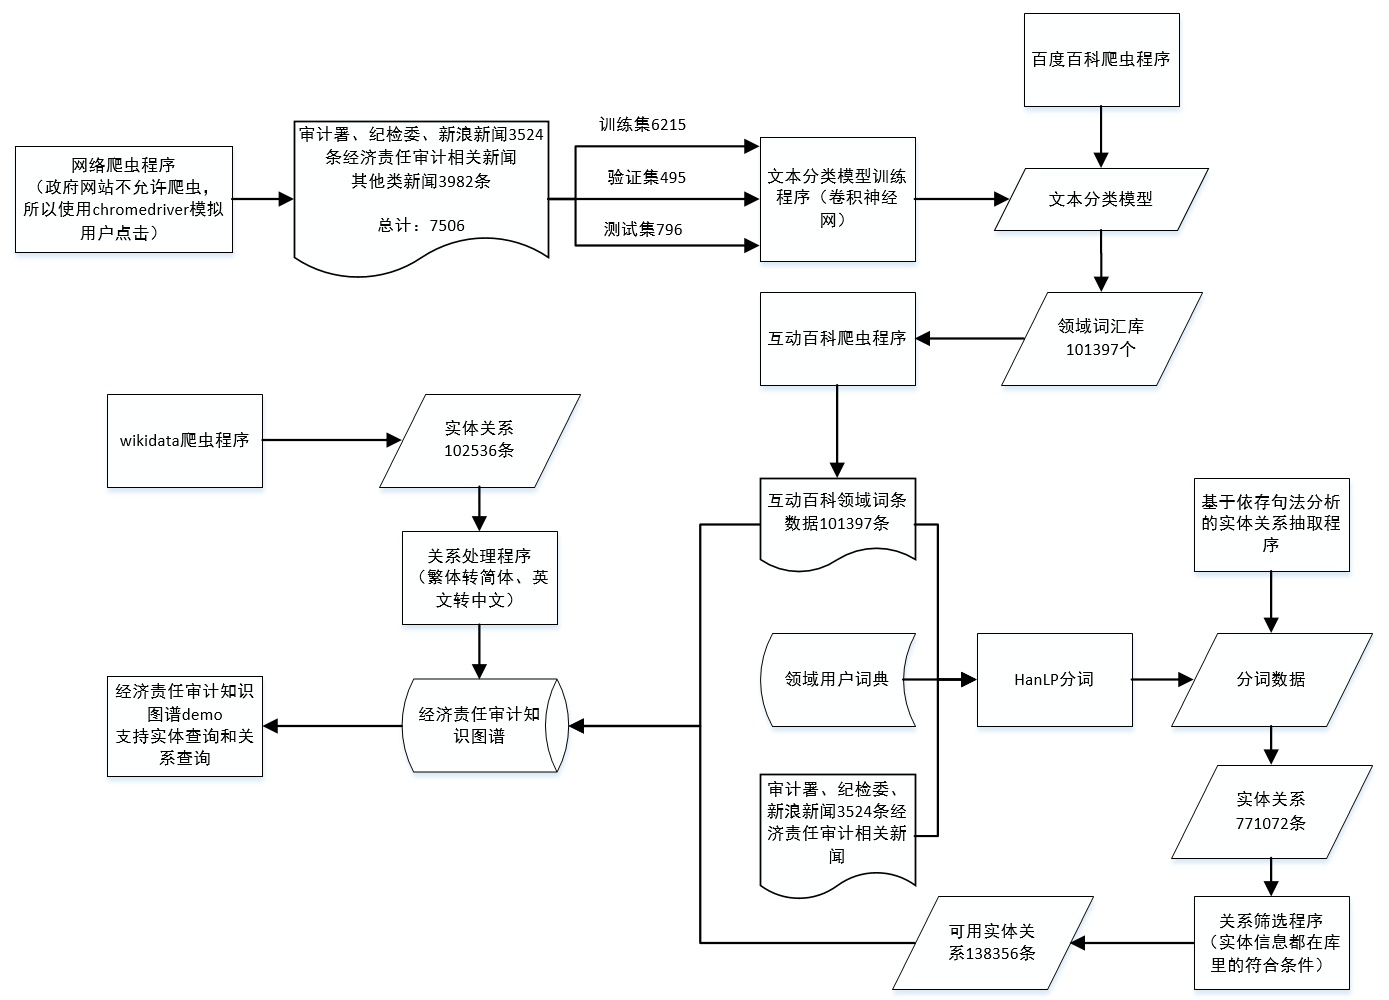 百度百科爬虫程序
网络爬虫程序
（政府网站不允许爬虫，
所以使用chromedriver模拟
用户点击）
审计署、纪检委、新浪新闻3524
条经济责任审计相关新闻
其他类新闻3982条
总计：7506
训练集6215
验证集495
测试集796
文本分类模型训练
程序（卷积神经
网）
文本分类模型
领域词汇库
101397个
互动百科爬虫程序
wikidata爬虫程序
实体关系
102536条
关系处理程序
（繁体转简体、英
文转中文）
互动百科领域词条
数据101397条
基于依存句法分析
的实体关系抽取程
序
领域用户词典
HanLP分词
分词数据
经济责任审计知识
图谱demo
支持实体查询和关
系查询
经济责任审计知
识图谱
审计署、纪检委、
新浪新闻3524条经
济责任审计相关新
闻
实体关系
771072条
关系筛选程序
（实体信息都在库
里的符合条件）
可用实体关
系138356条